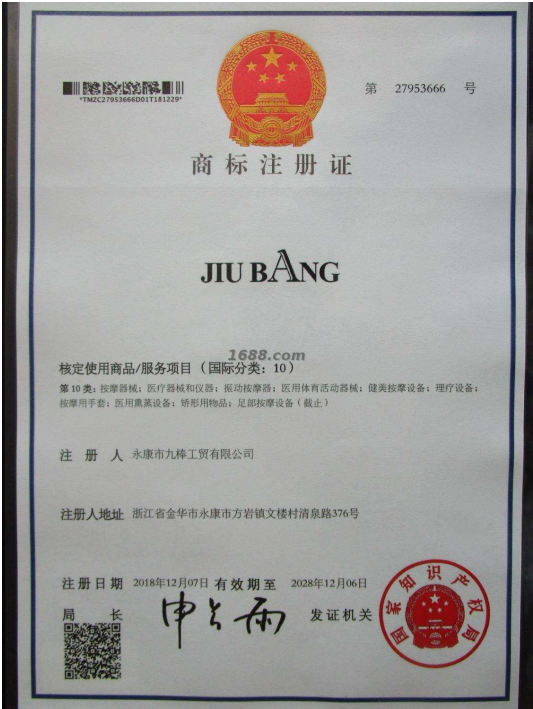 第 27953666 号
*TMZC27953666D01T181229*
商标注册证
JIU BANG
1688.com
核定使用商品/服务项目（国际分类：10）
第 10 类：按摩器械；医疗器械和仪器；振动按摩器；医用体育活动器械；健美按摩设备；理疗设备；
按摩用手套；医用熏蒸设备；矫形用物品；足部按摩设备（截止）
注 册 人 永康市九棒工贸有限公司
注册人地址 浙江省金华市永康市方岩镇文楼村清泉路376号
注册日期 2018年12月07日 有效期至 2028年12月06日
局 长 申长雨 发证机关
国家知识产权局